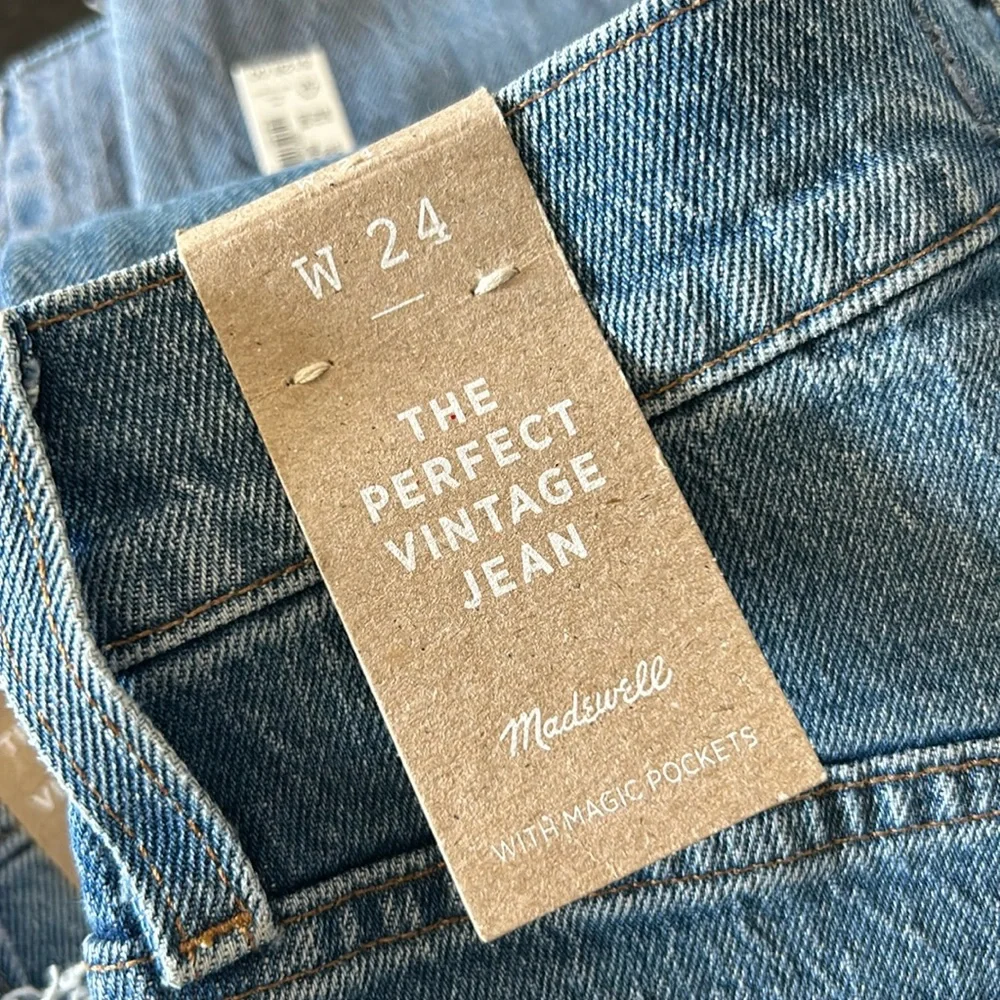 W 24
THE
PERFECT
VINTAGE
JEAN
Madewell
WITH MAGIC POCKETS